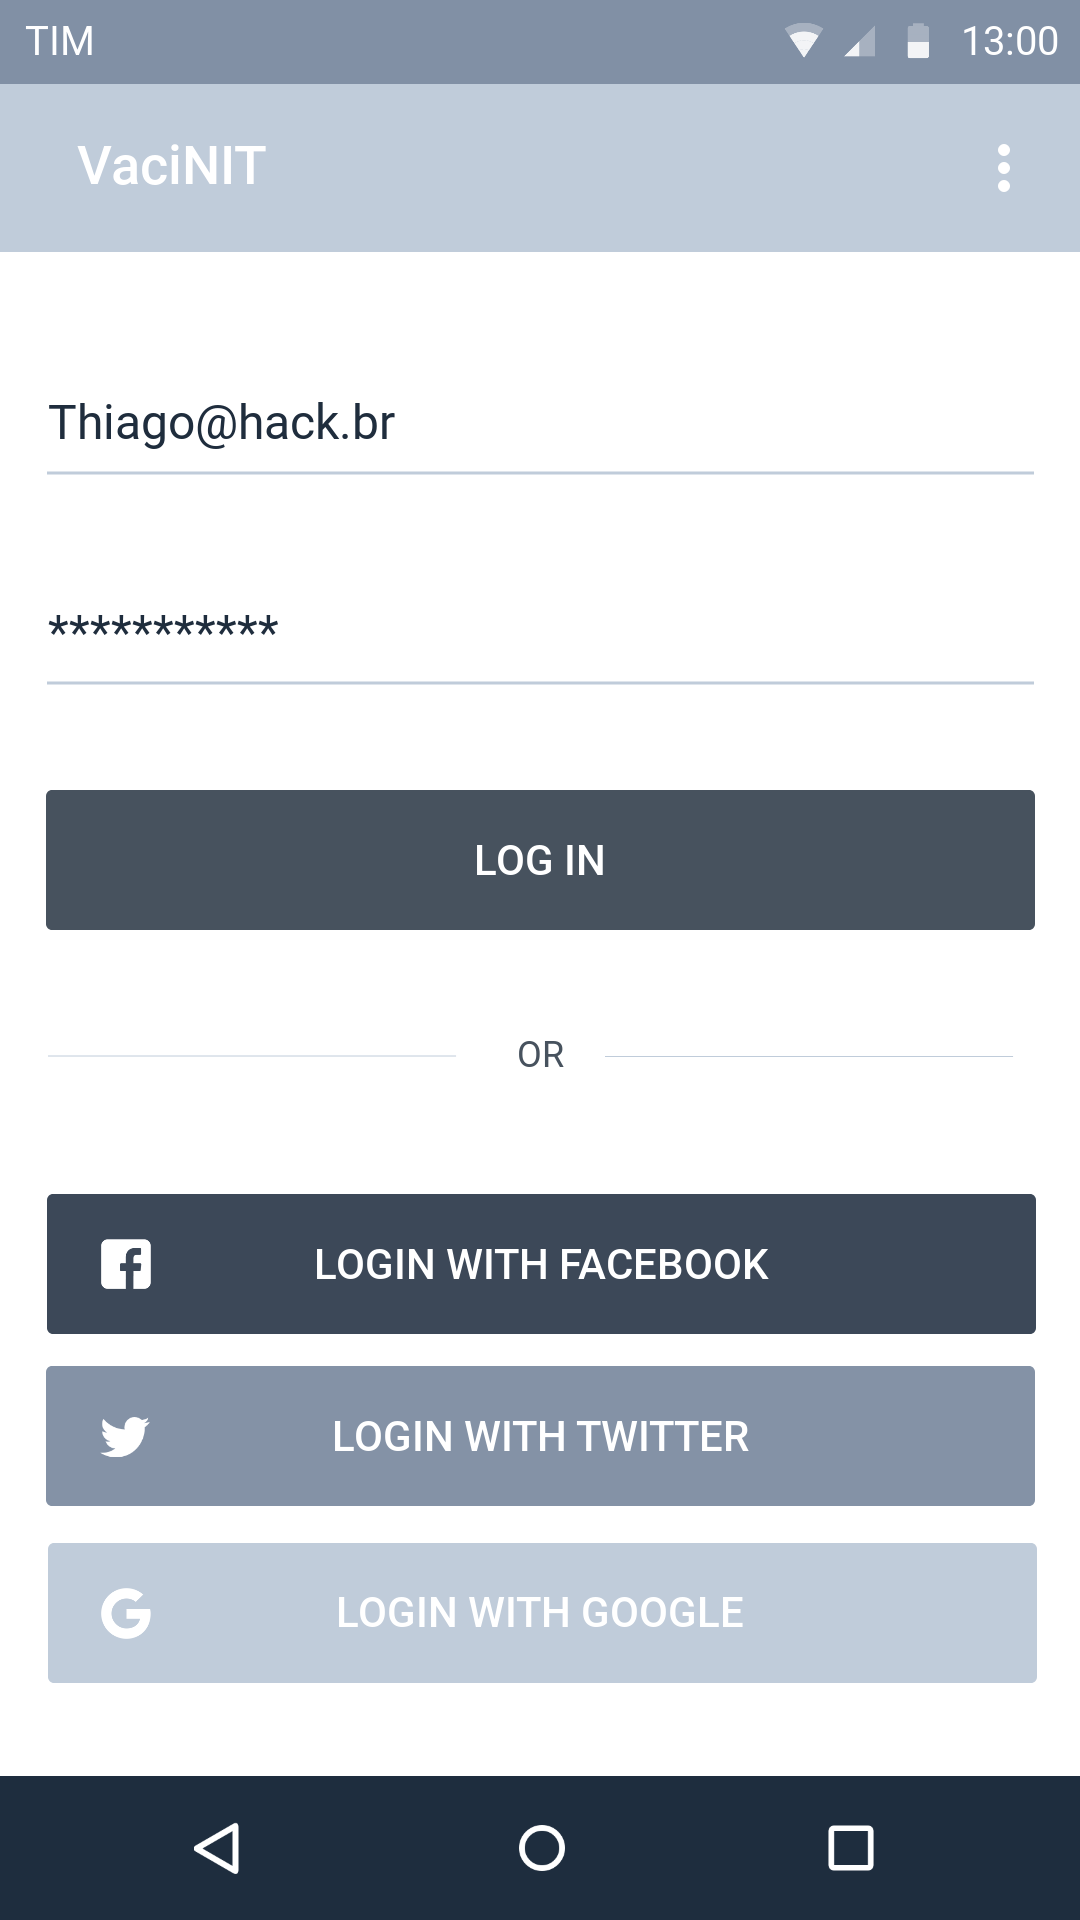 TIM 13:00
VaciNIT
Thiago@hack.br
***********
LOG IN
OR
LOGIN WITH FACEBOOK
LOGIN WITH TWITTER
LOGIN WITH GOOGLE